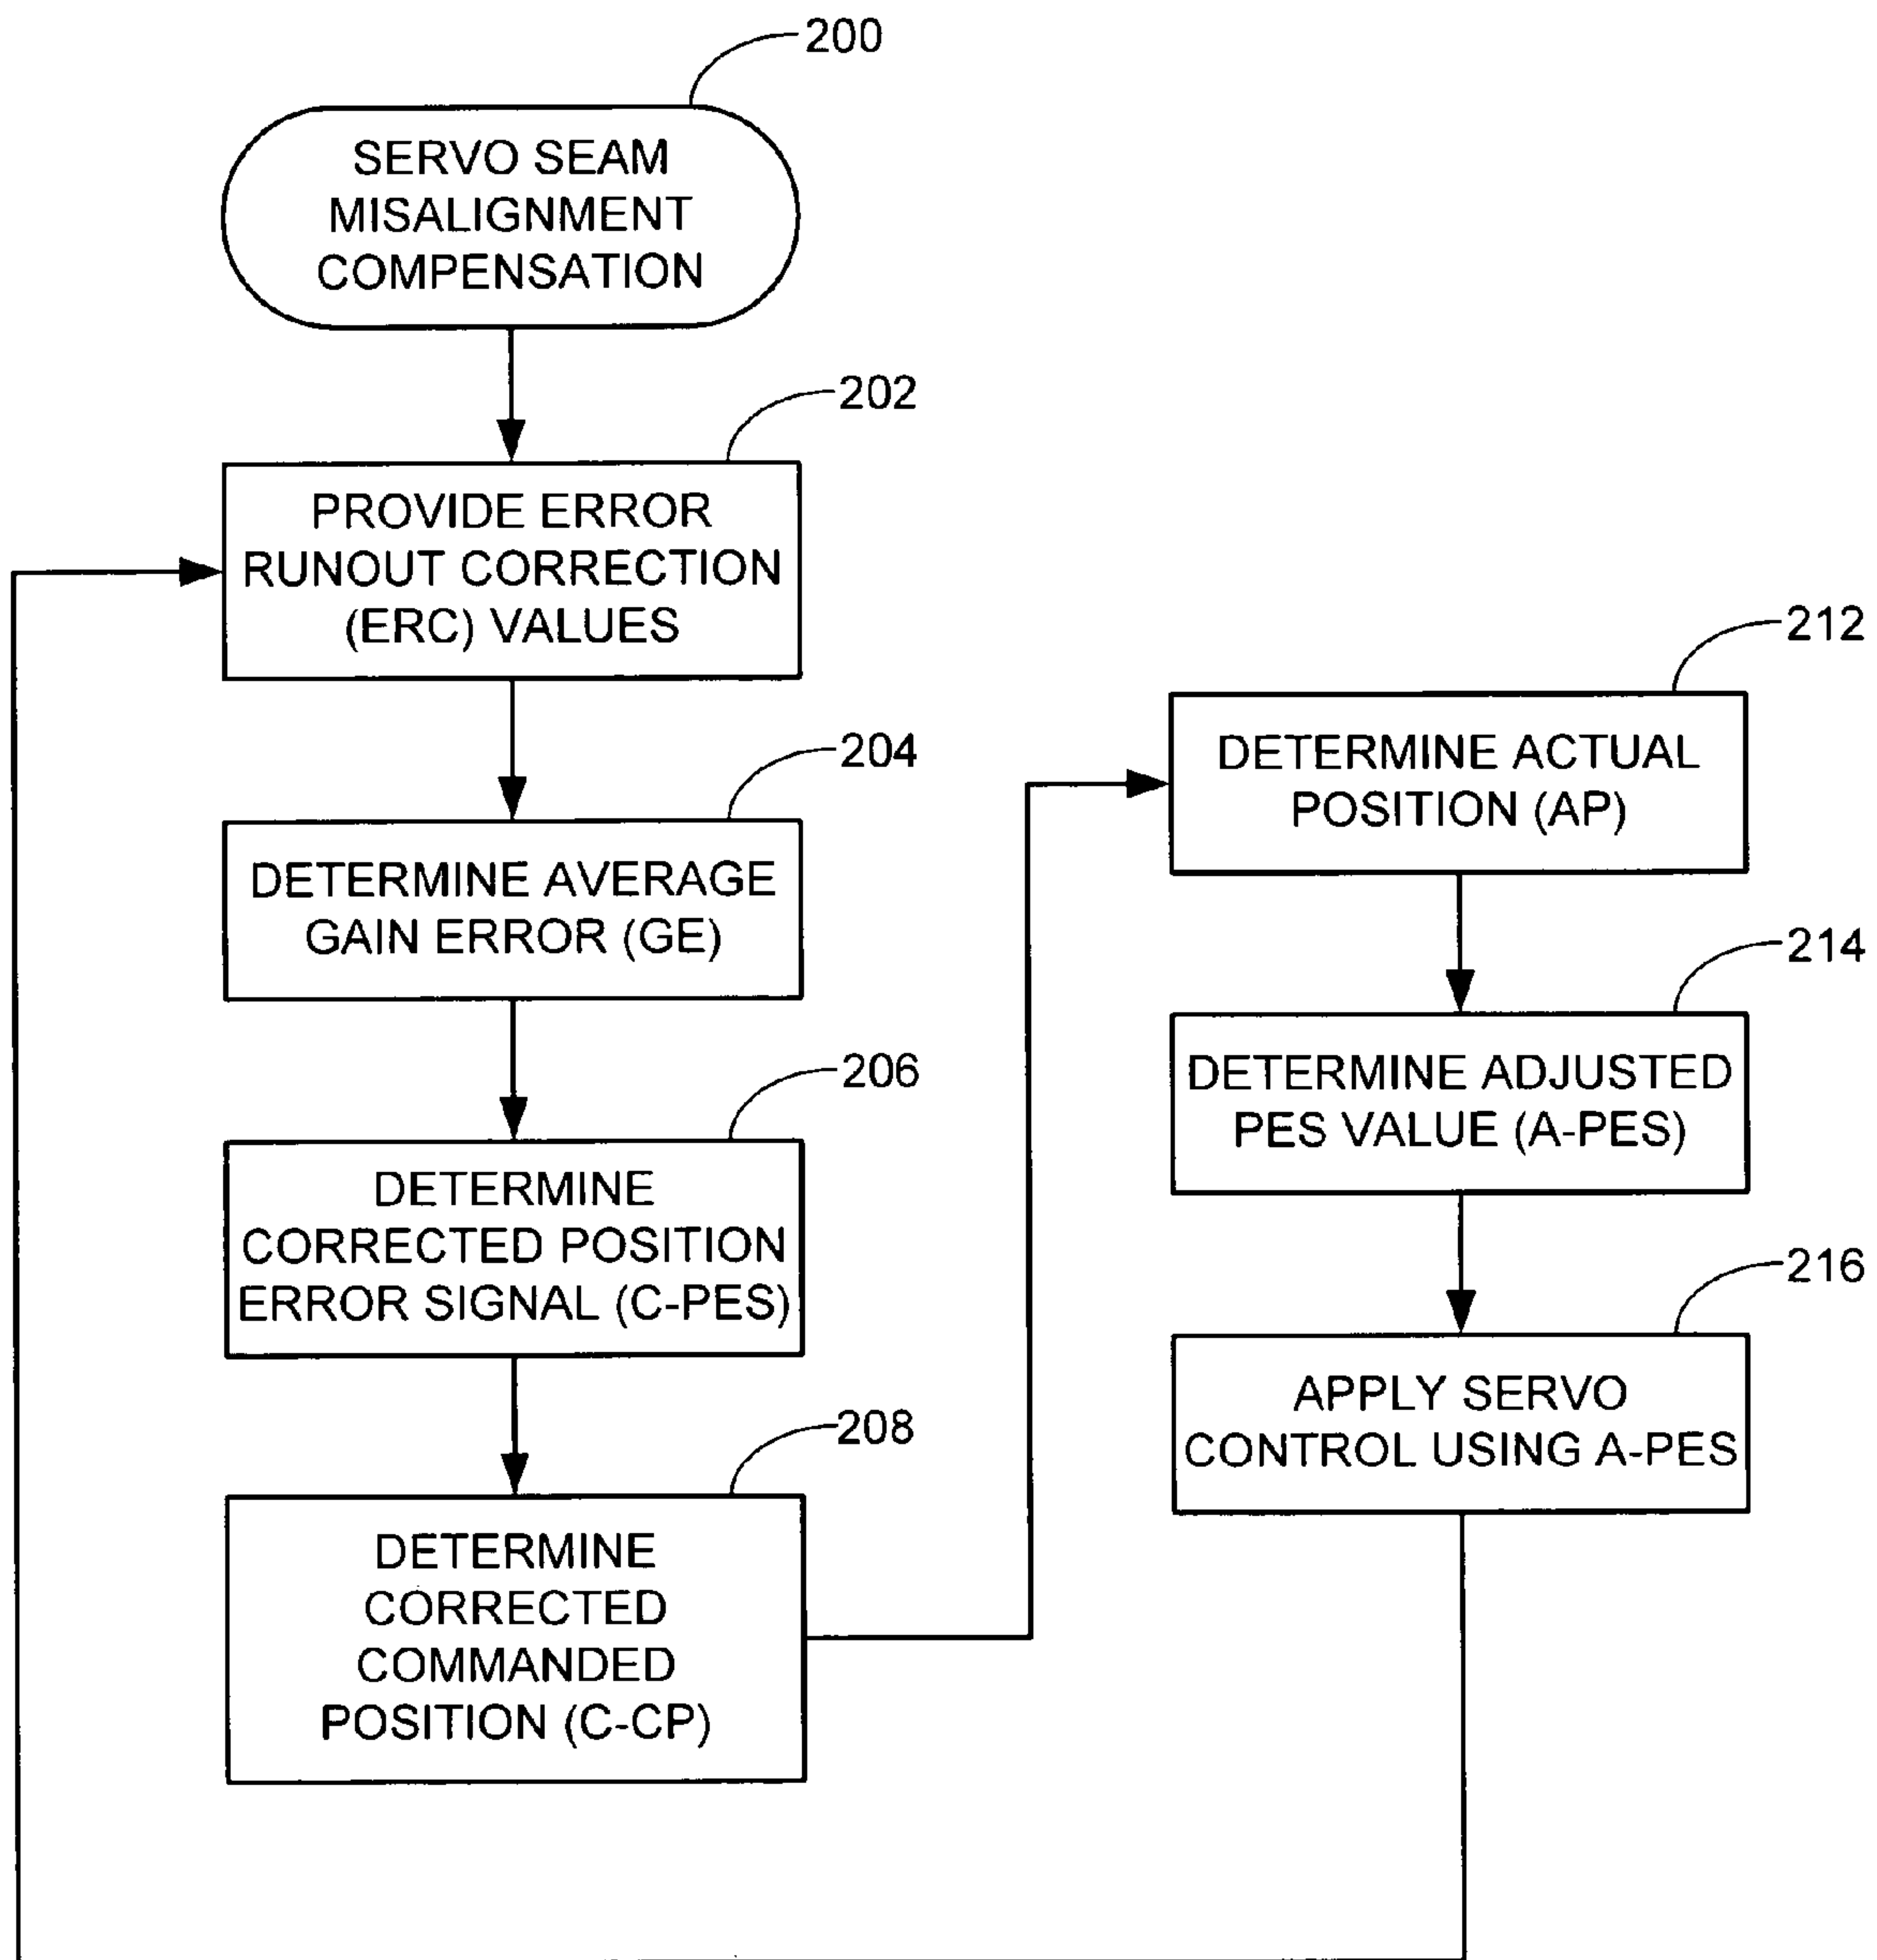 200
SERVO SEAM
MISALIGNMENT
COMPENSATION
202
PROVIDE ERROR
RUNOUT CORRECTION
(ERC) VALUES
204
DETERMINE AVERAGE
GAIN ERROR (GE)
206
DETERMINE
CORRECTED POSITION
ERROR SIGNAL (C-PES)
208
DETERMINE
CORRECTED
COMMANDED
POSITION (C-CP)
212
DETERMINE ACTUAL
POSITION (AP)
214
DETERMINE ADJUSTED
PES VALUE (A-PES)
216
APPLY SERVO
CONTROL USING A-PES